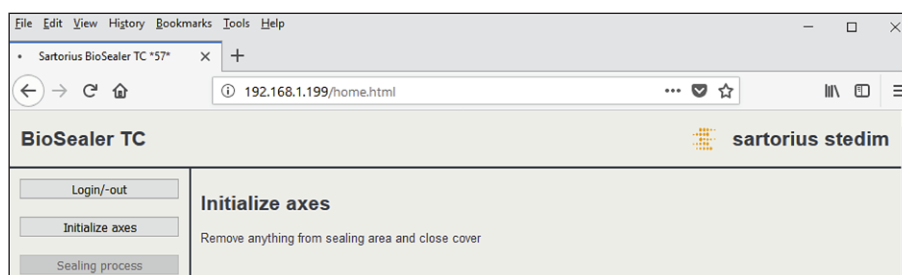 File Edit View History Bookmarks Tools Help
Sartorius BioSealer TC *57*
192.168.1.199/home.html
BioSealer TC
sartorius stedim
Login/-out
Initialize axes
Initialize axes
Remove anything from sealing area and close cover
Sealing process